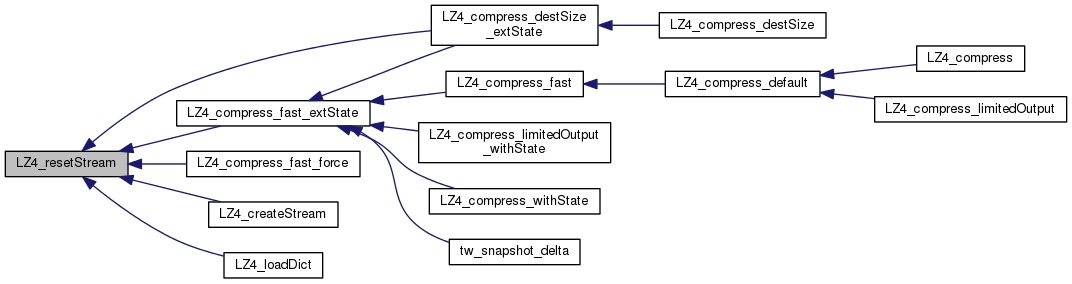 LZ4_compress_destSize
_extState
LZ4_compress_destSize
LZ4_compress
LZ4_compress_fast
LZ4_compress_default
LZ4_compress_fast_extState
LZ4_compress_limitedOutput
LZ4_compress_limitedOutput
_withState
LZ4_resetStream
LZ4_compress_fast_force
LZ4_compress_withState
LZ4_createStream
tw_snapshot_delta
LZ4_loadDict